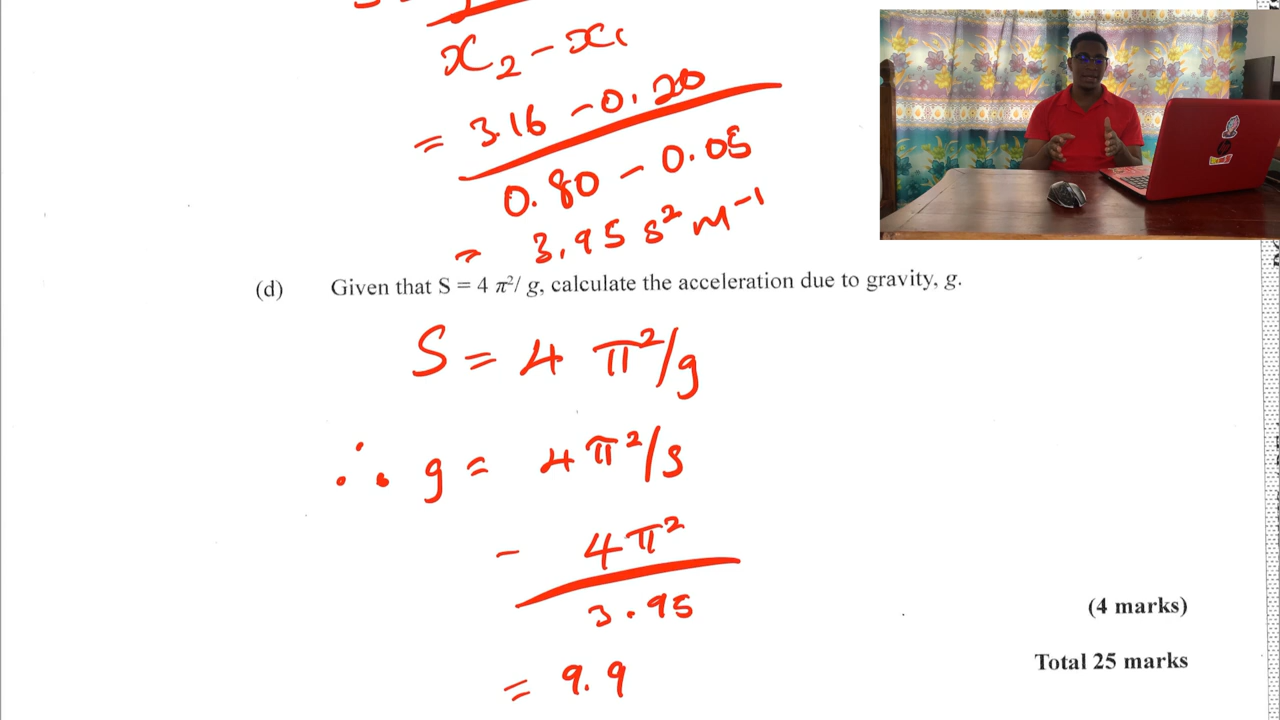 x₂ - x₁
= 3.16 - 0.20
0.80 - 0.05
= 3.95 s² m⁻¹
(d) Given that S = 4 π²/ g, calculate the acceleration due to gravity, g.
S = 4 π²/g
∴ g = 4π²/s
- 4π²
3.95
(4 marks)
Total 25 marks
= 9.9